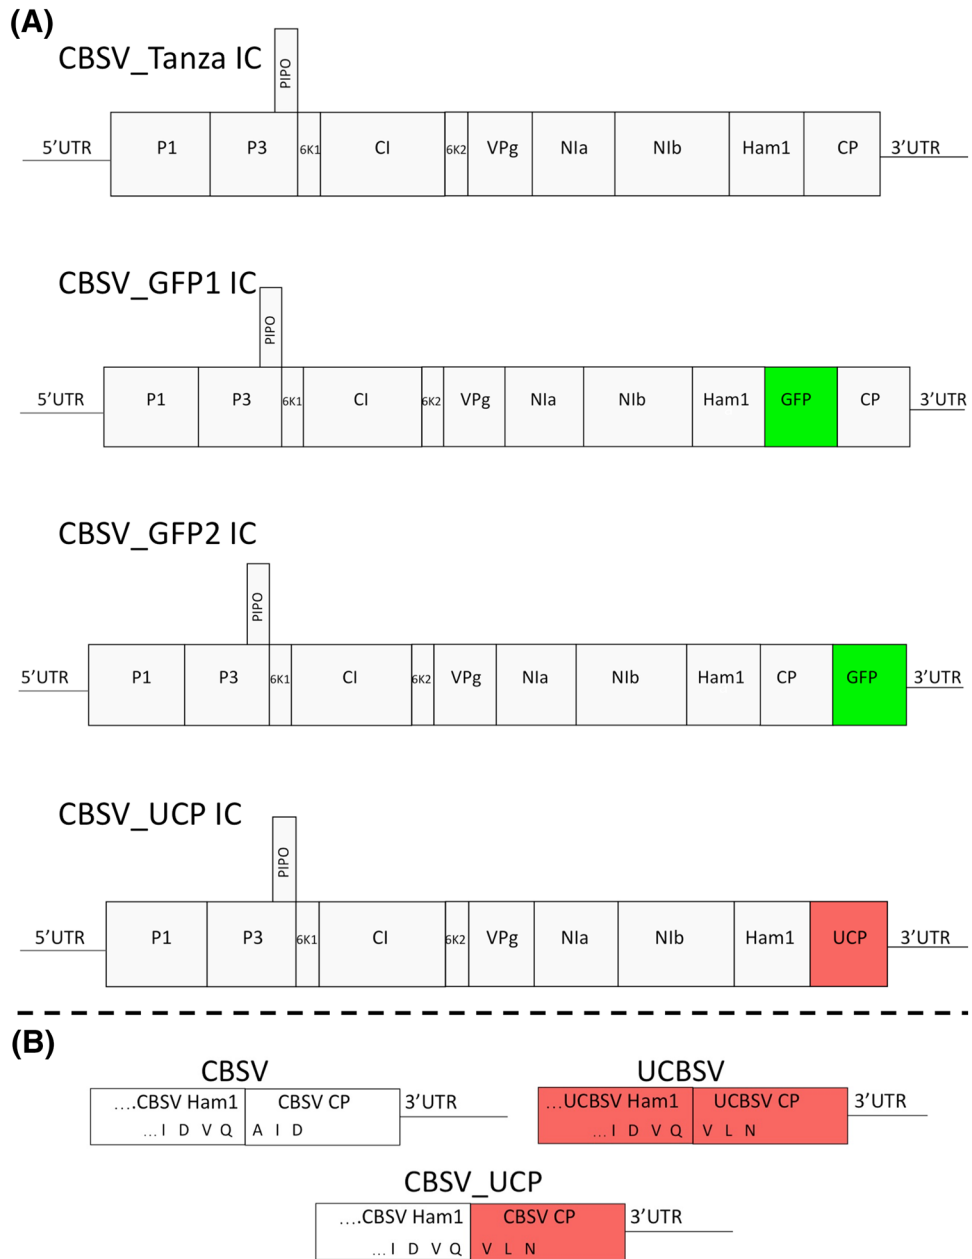 (A)
CBSV_Tanza IC
PIPO
5’UTR P1 P3 6K1 CI 6K2 VPg NIa NIb Ham1 CP 3’UTR
CBSV_GFP1 IC
PIPO
5’UTR P1 P3 6K1 CI 6K2 VPg NIa NIb Ham1 GFP CP 3’UTR
CBSV_GFP2 IC
PIPO
5’UTR P1 P3 6K1 CI 6K2 VPg NIa NIb Ham1 CP GFP 3’UTR
CBSV_UCP IC
PIPO
5’UTR P1 P3 6K1 CI 6K2 VPg NIa NIb Ham1 UCP 3’UTR
(B)
CBSV
….CBSV Ham1 CBSV CP 3’UTR
…I D V Q A I D
UCBSV
…UCBSV Ham1 UCBSV CP 3’UTR
…I D V Q V L N
CBSV_UCP
….CBSV Ham1 CBSV CP 3’UTR
…I D V Q V L N